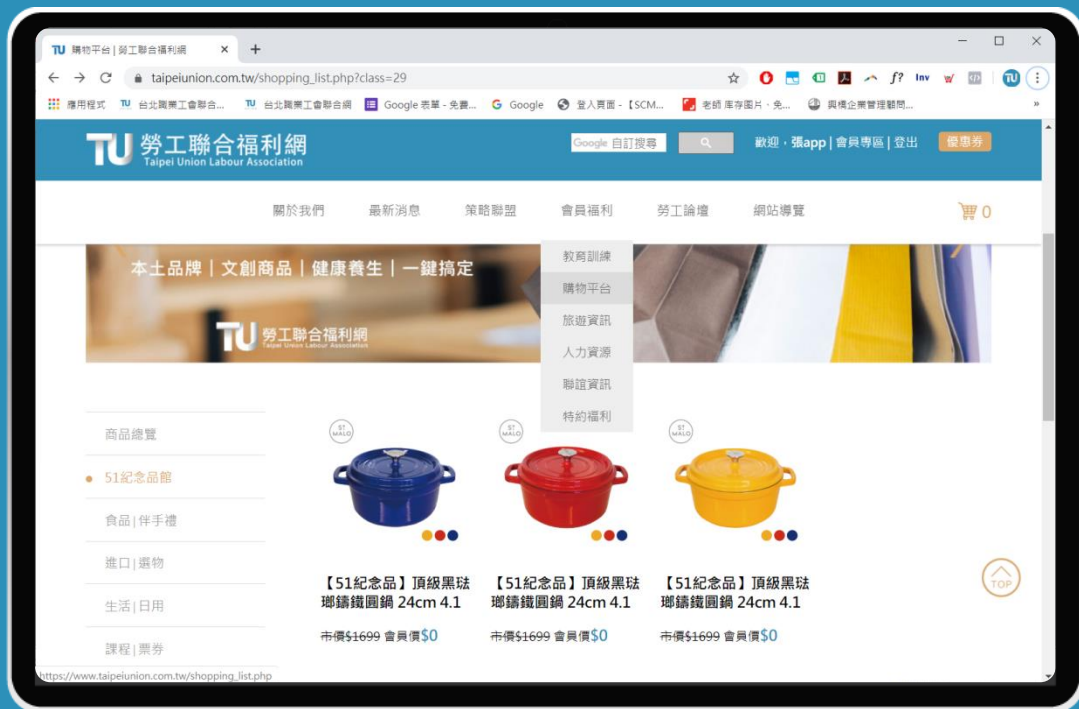 TU 購物平台 | 勞工聯合福利網
taipeiunion.com.tw/shopping_list.php?class=29
應用程式 台北職業工會聯合... 台北職業工會聯合網 Google 表單 - 免費... Google 登入頁面 - 【SCM... 老師 庫存圖片、免... 與橋企業管理顧問... »
TU 勞工聯合福利網
Taipei Union Labour Association
Google 自訂搜尋
歡迎，張app | 會員專區 | 登出
優惠券
關於我們 最新消息 策略聯盟 會員福利 勞工論壇 網站導覽 0
教育訓練
購物平台
旅遊資訊
人力資源
聯誼資訊
特約福利
本土品牌｜文創商品｜健康養生｜一鍵搞定
TU 勞工聯合福利網
Taipei Union Labour Association
商品總覽
51紀念品館
食品|伴手禮
進口|選物
生活|日用
課程|票券
ST MALO ST MALO ST MALO
【51紀念品】頂級黑琺 【51紀念品】頂級黑琺 【51紀念品】頂級黑琺
瑯鑄鐵圓鍋 24cm 4.1 瑯鑄鐵圓鍋 24cm 4.1 瑯鑄鐵圓鍋 24cm 4.1
市價$1699 會員價$0 市價$1699 會員價$0 市價$1699 會員價$0
TOP
https://www.taipeiunion.com.tw/shopping_list.php